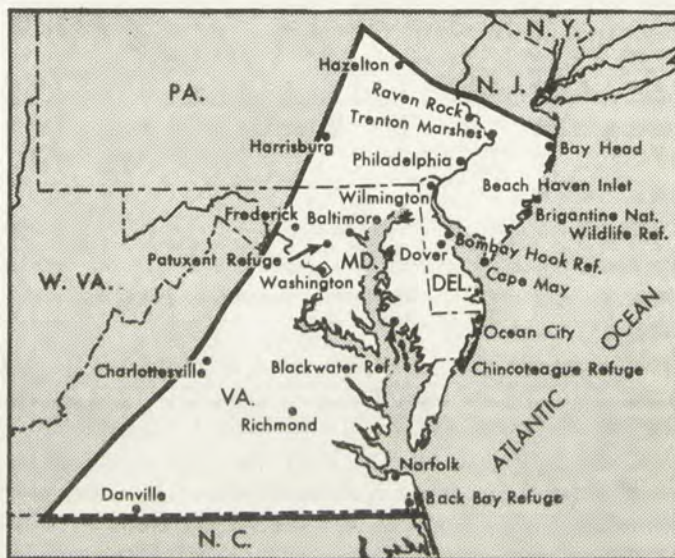 N. Y.
Hazelton
N. J.
PA.
Raven Rock
Trenton Marshes
Harrisburg
Bay Head
Philadelphia
Wilmington
Beach Haven Inlet
Frederick
Baltimore
Brigantine Nat.
Wildlife Ref.
Bombay Hook Ref.
Patuxent Refuge
MD.
Dover
W. VA.
Washington
DEL.
Cape May
OCEAN
Ocean City
Charlottesville
Blackwater Ref.
Chincoteague Refuge
VA.
Richmond
ATLANTIC
Norfolk
Danville
Back Bay Refuge
N. C.